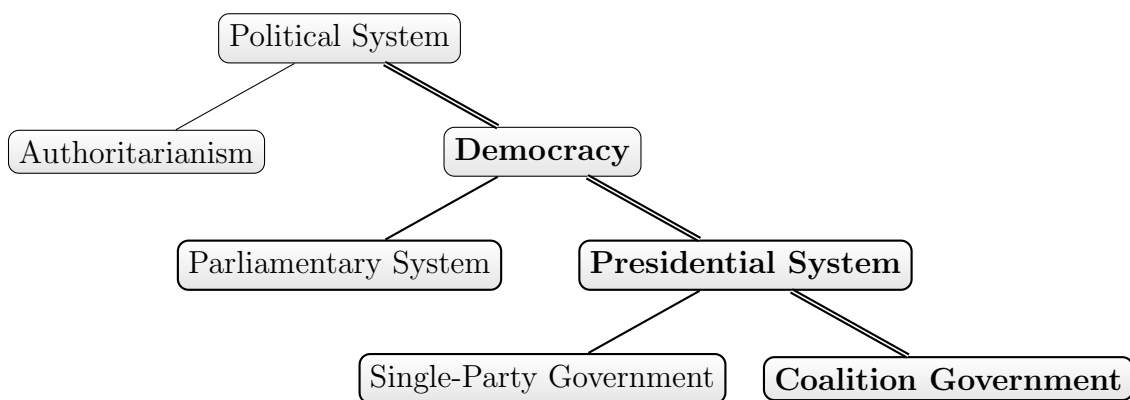 Political System
Authoritarianism
Democracy
Parliamentary System
Presidential System
Single-Party Government
Coalition Government